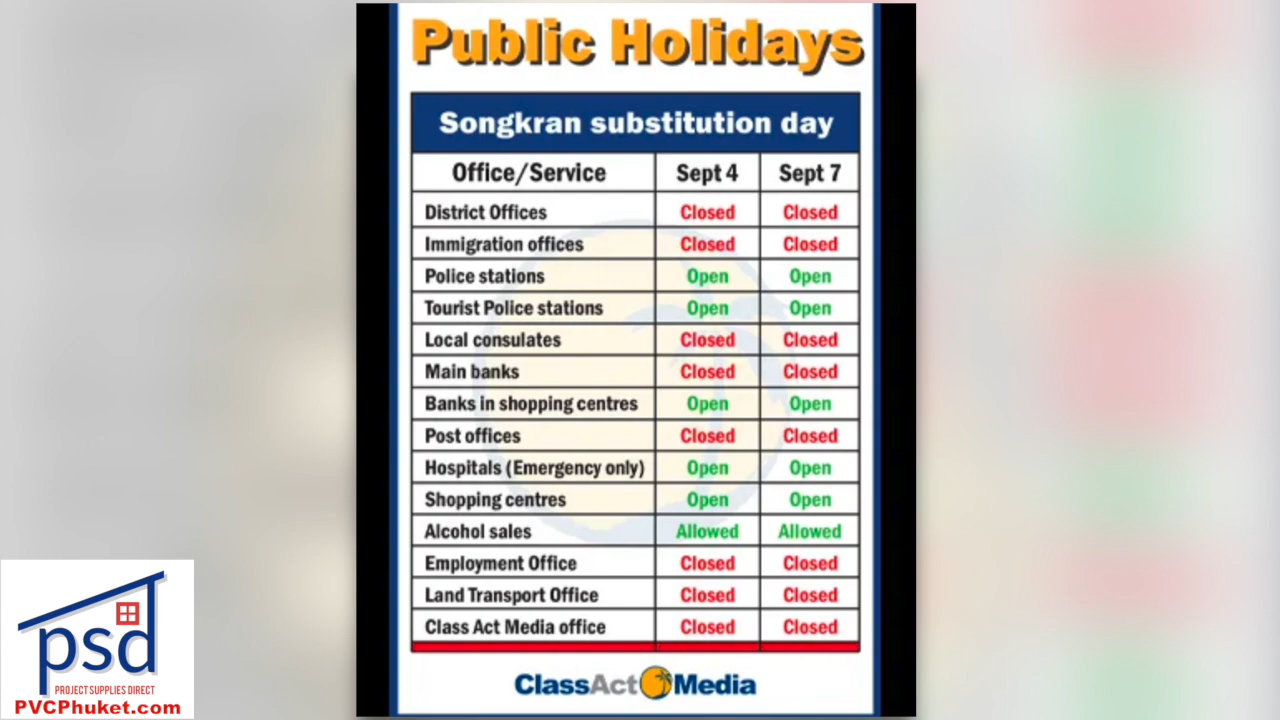 Public Holidays
Songkran substitution day
Office/Service Sept 4 Sept 7
District Offices Closed Closed
Immigration offices Closed Closed
Police stations Open Open
Tourist Police stations Open Open
Local consulates Closed Closed
Main banks Closed Closed
Banks in shopping centres Open Open
Post offices Closed Closed
Hospitals (Emergency only) Open Open
Shopping centres Open Open
Alcohol sales Allowed Allowed
Employment Office Closed Closed
Land Transport Office Closed Closed
Class Act Media office Closed Closed
ClassAct Media
psd
PROJECT SUPPLIES DIRECT
PVCPhuket.com